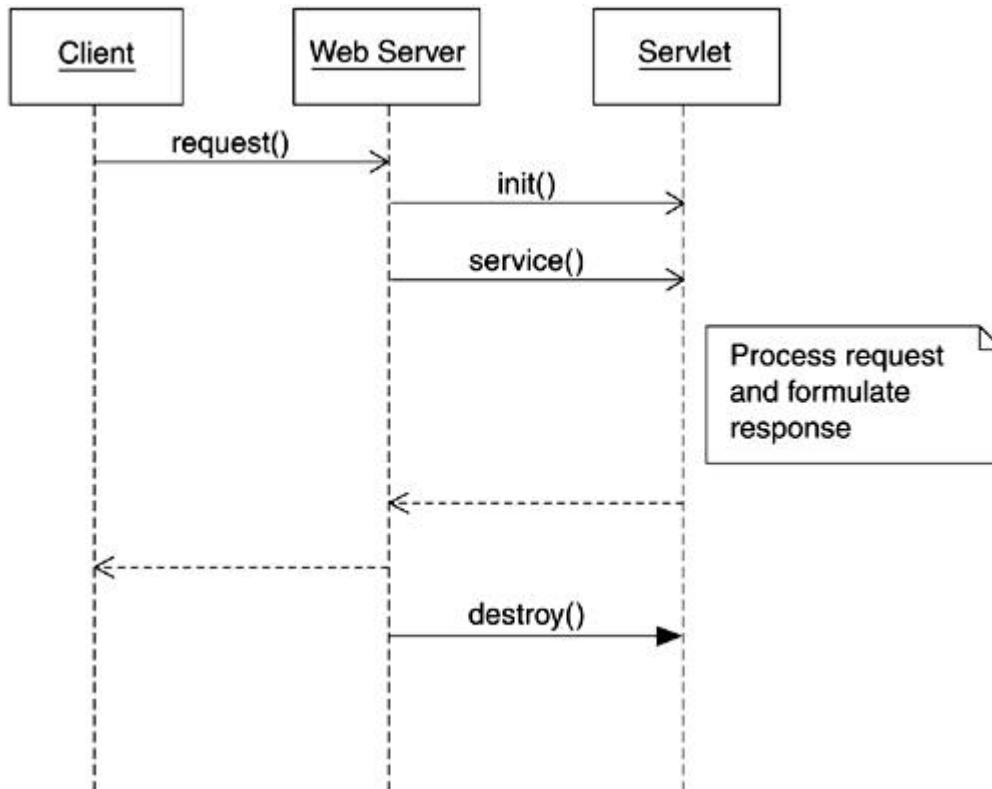 Client
Web Server
Servlet
request()
init()
service()
Process request
and formulate
response
destroy()